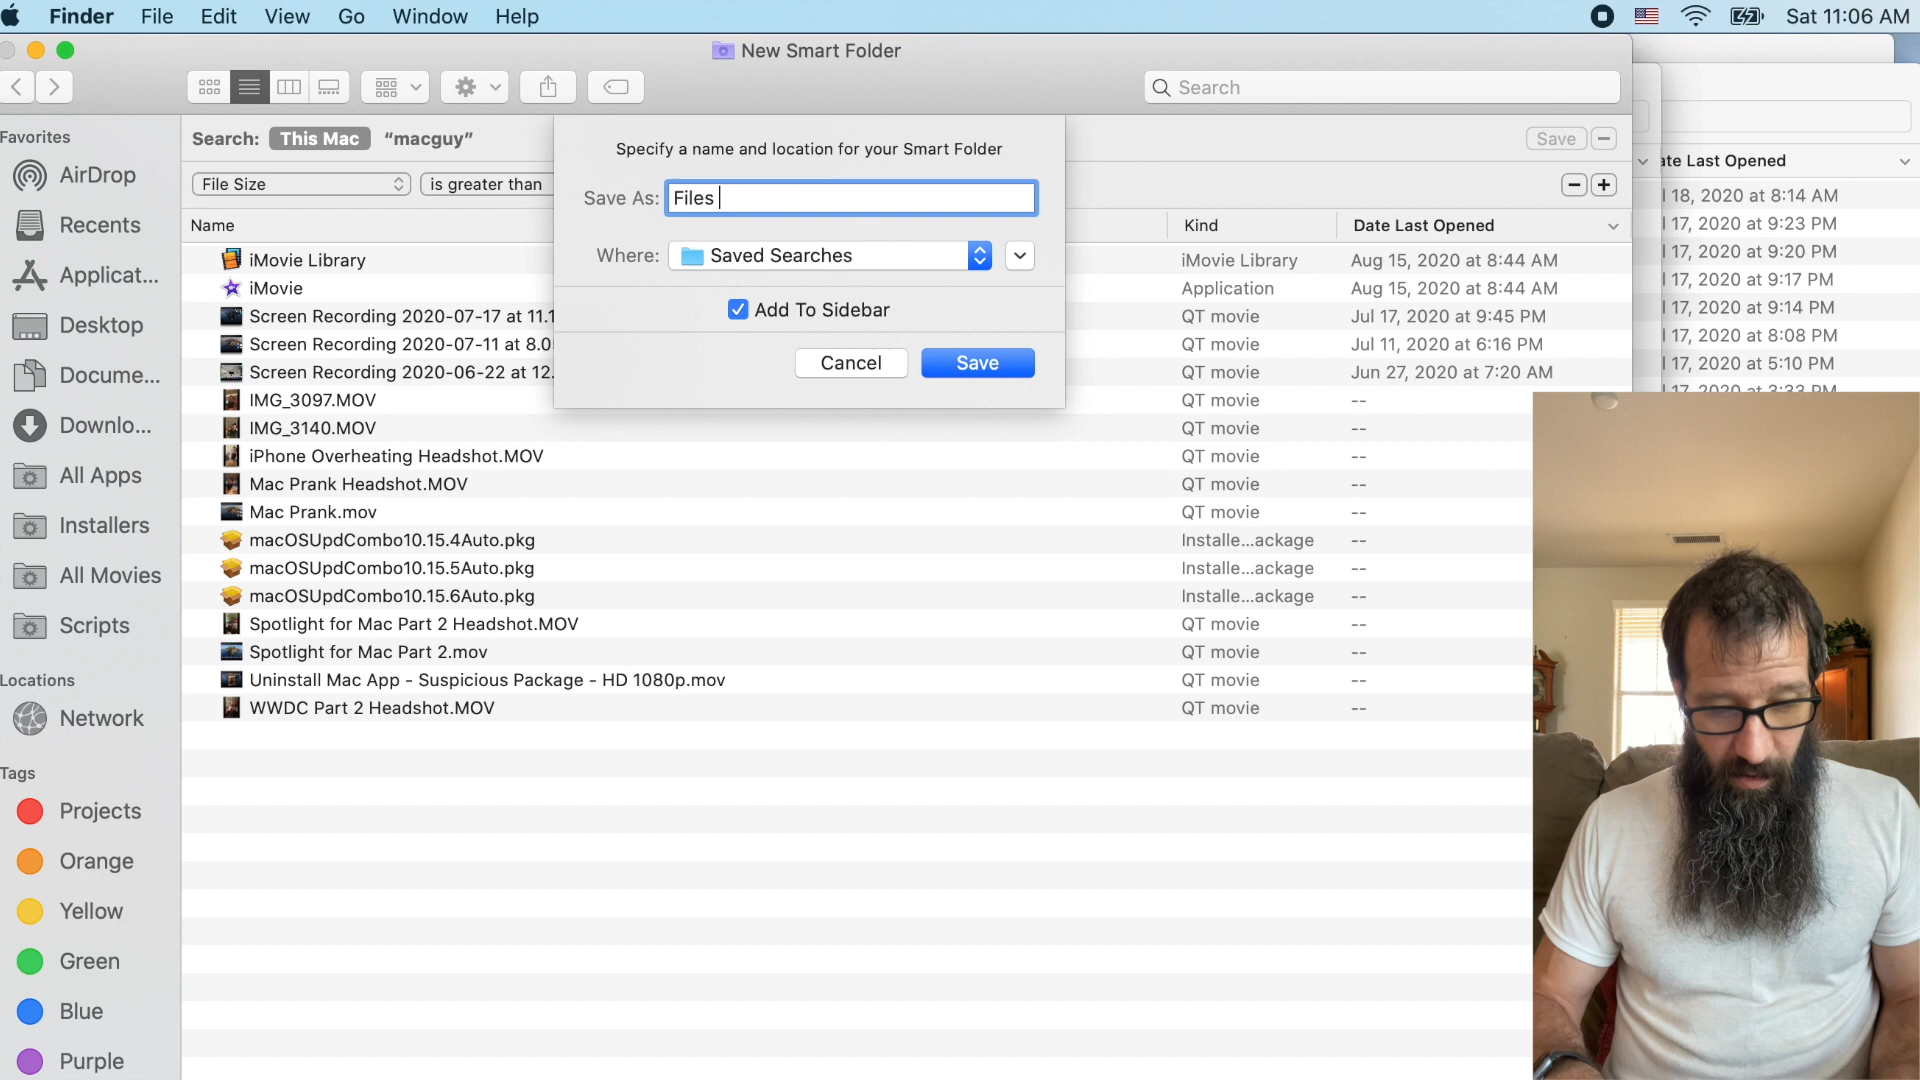 Finder File Edit View Go Window Help Sat 11:06 AM
New Smart Folder
Search
Favorites
AirDrop
Recents
Applicat...
Desktop
Docume...
Downlo...
All Apps
Installers
All Movies
Scripts
Locations
Network
Tags
Projects
Orange
Yellow
Green
Blue
Purple
Search: This Mac “macguy” Save
File Size is greater than
Specify a name and location for your Smart Folder
Save As: Files
Where: Saved Searches
Add To Sidebar
Cancel Save
Name Kind Date Last Opened
iMovie Library iMovie Library Aug 15, 2020 at 8:44 AM
iMovie Application Aug 15, 2020 at 8:44 AM
Screen Recording 2020-07-17 at 11.1 QT movie Jul 17, 2020 at 9:45 PM
Screen Recording 2020-07-11 at 8.0 QT movie Jul 11, 2020 at 6:16 PM
Screen Recording 2020-06-22 at 12. QT movie Jun 27, 2020 at 7:20 AM
IMG_3097.MOV QT movie --
IMG_3140.MOV QT movie --
iPhone Overheating Headshot.MOV QT movie --
Mac Prank Headshot.MOV QT movie --
Mac Prank.mov QT movie --
macOSUpdCombo10.15.4Auto.pkg Installe...ackage --
macOSUpdCombo10.15.5Auto.pkg Installe...ackage --
macOSUpdCombo10.15.6Auto.pkg Installe...ackage --
Spotlight for Mac Part 2 Headshot.MOV QT movie --
Spotlight for Mac Part 2.mov QT movie --
Uninstall Mac App - Suspicious Package - HD 1080p.mov QT movie --
WWDC Part 2 Headshot.MOV QT movie --
ate Last Opened
l 18, 2020 at 8:14 AM
l 17, 2020 at 9:23 PM
l 17, 2020 at 9:20 PM
l 17, 2020 at 9:17 PM
l 17, 2020 at 9:14 PM
l 17, 2020 at 8:08 PM
l 17, 2020 at 5:10 PM
l 17, 2020 at 3:33 PM